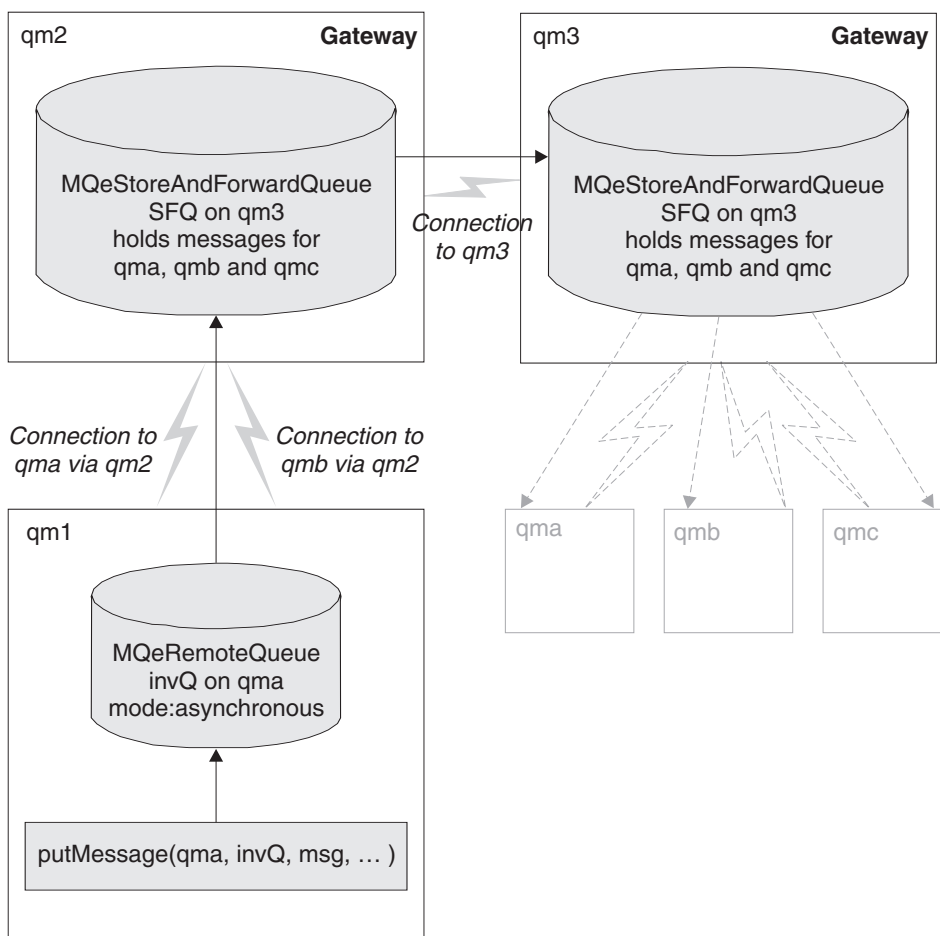 qm2
Gateway
MQeStoreAndForwardQueue
SFQ on qm3
holds messages for
qma, qmb and qmc
Connection
to qm3
qm3
Gateway
MQeStoreAndForwardQueue
SFQ on qm3
holds messages for
qma, qmb and qmc
Connection to
qma via qm2
Connection to
qmb via qm2
qma
qmb
qmc
qm1
MQeRemoteQueue
invQ on qma
mode:asynchronous
putMessage(qma, invQ, msg, … )